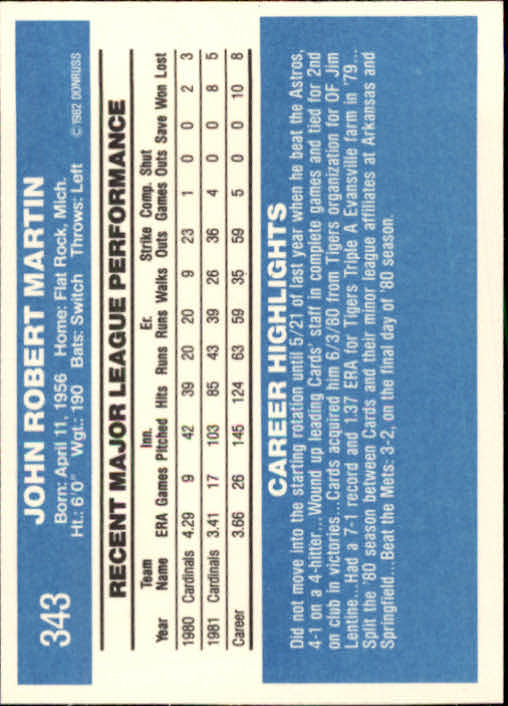 343
JOHN ROBERT MARTIN
Born: April 11, 1956 Home: Flat Rock, Mich.
Ht.: 6'0" Wgt.: 190 Bats: Switch Throws: Left
©1982 DONRUSS
RECENT MAJOR LEAGUE PERFORMANCE
Team Inn. Er. Strike Comp. Shut
Year Name ERA Games Pitched Hits Runs Runs Walks Outs Games Outs Save Won Lost
1980 Cardinals 4.29 9 42 39 20 20 9 23 1 0 0 2 3
1981 Cardinals 3.41 17 103 85 43 39 26 36 4 0 0 8 5
Career 3.66 26 145 124 63 59 35 59 5 0 0 10 8
CAREER HIGHLIGHTS
Did not move into the starting rotation until 5/21 of last year when he beat the Astros,
4-1 on a 4-hitter...Wound up leading Cards' staff in complete games and tied for 2nd
on club in victories...Cards acquired him 6/3/80 from Tigers organization for OF Jim
Lentine...Had a 7-1 record and 1.37 ERA for Tigers Triple A Evansville farm in '79...
Split the '80 season between Cards and their minor league affiliates at Arkansas and
Springfield...Beat the Mets: 3-2, on the final day of '80 season.